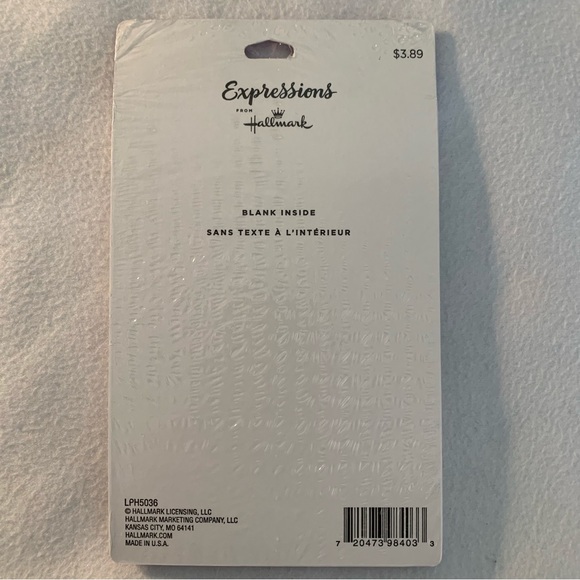 $3.89
Expressions
FROM
Hallmark
BLANK INSIDE
SANS TEXTE À L'INTÉRIEUR
LPH5036
© HALLMARK LICENSING, LLC
HALLMARK MARKETING COMPANY, LLC
KANSAS CITY, MO 64141
HALLMARK.COM
MADE IN U.S.A.
7 20473 98403 3